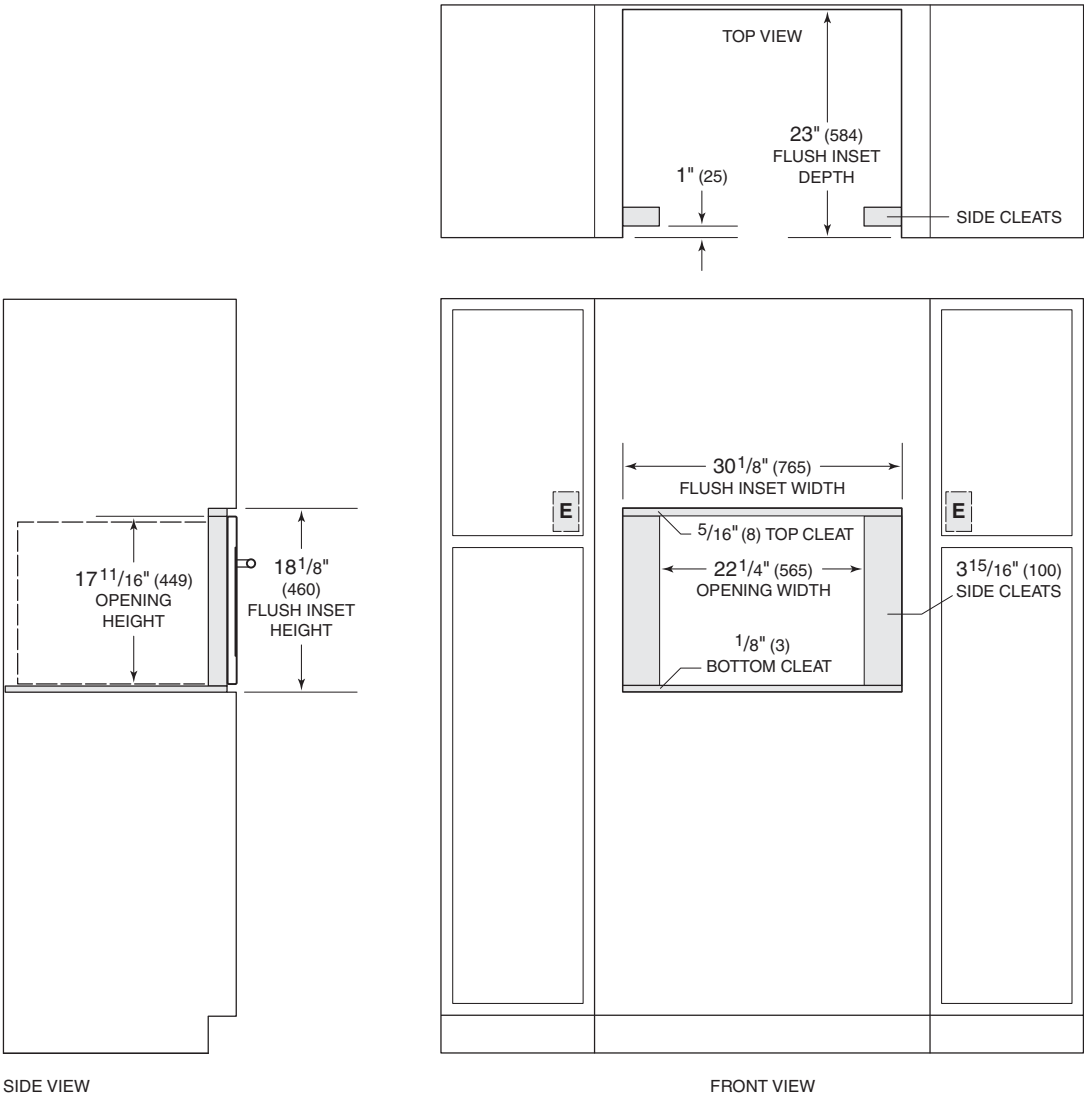 TOP VIEW
23" (584)
FLUSH INSET
DEPTH
1" (25)
SIDE CLEATS
30 1/8" (765)
FLUSH INSET WIDTH
E
E
5/16" (8) TOP CLEAT
17 11/16" (449)
OPENING
HEIGHT
18 1/8"
(460)
FLUSH INSET
HEIGHT
22 1/4" (565)
OPENING WIDTH
3 15/16" (100)
SIDE CLEATS
1/8" (3)
BOTTOM CLEAT
SIDE VIEW
FRONT VIEW